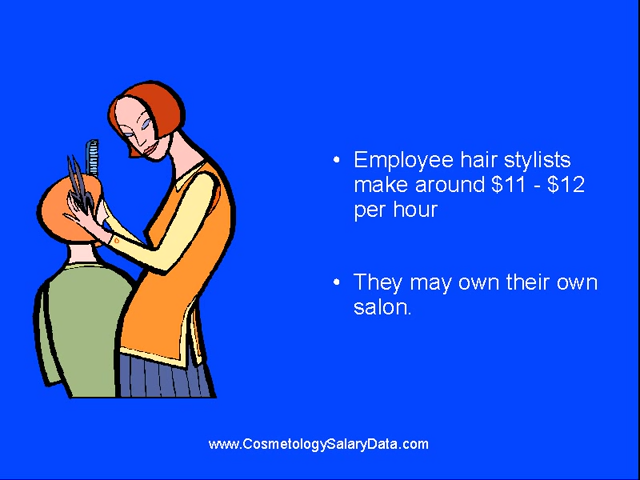 • Employee hair stylists
make around $11 - $12
per hour
• They may own their own
salon.
www.CosmetologySalaryData.com